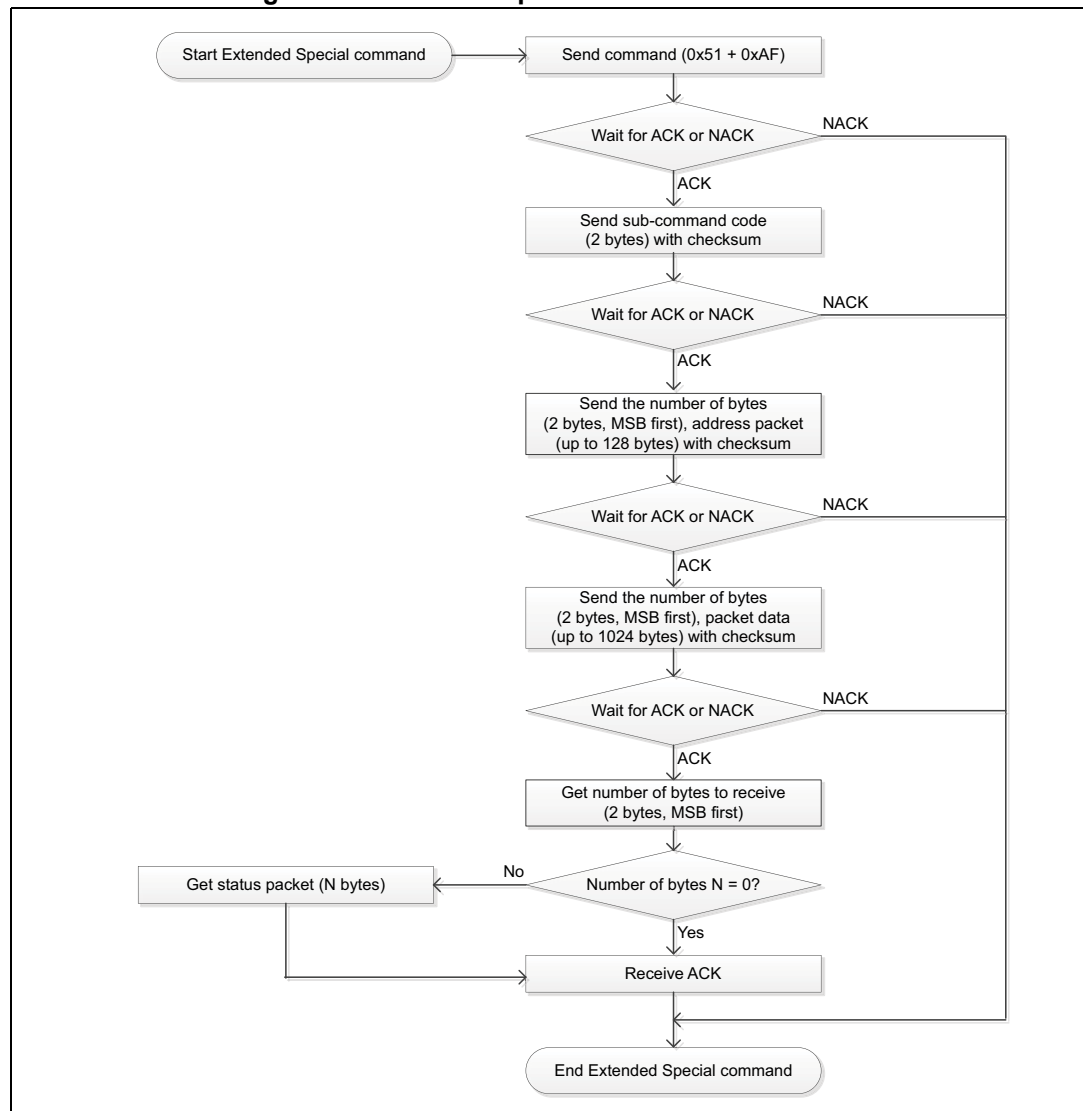 Start Extended Special command
Send command (0x51 + 0xAF)
Wait for ACK or NACK
NACK
ACK
Send sub-command code
(2 bytes) with checksum
Wait for ACK or NACK
NACK
ACK
Send the number of bytes
(2 bytes, MSB first), address packet
(up to 128 bytes) with checksum
Wait for ACK or NACK
NACK
ACK
Send the number of bytes
(2 bytes, MSB first), packet data
(up to 1024 bytes) with checksum
Wait for ACK or NACK
NACK
ACK
Get number of bytes to receive
(2 bytes, MSB first)
Get status packet (N bytes)
No
Number of bytes N = 0?
Yes
Receive ACK
End Extended Special command